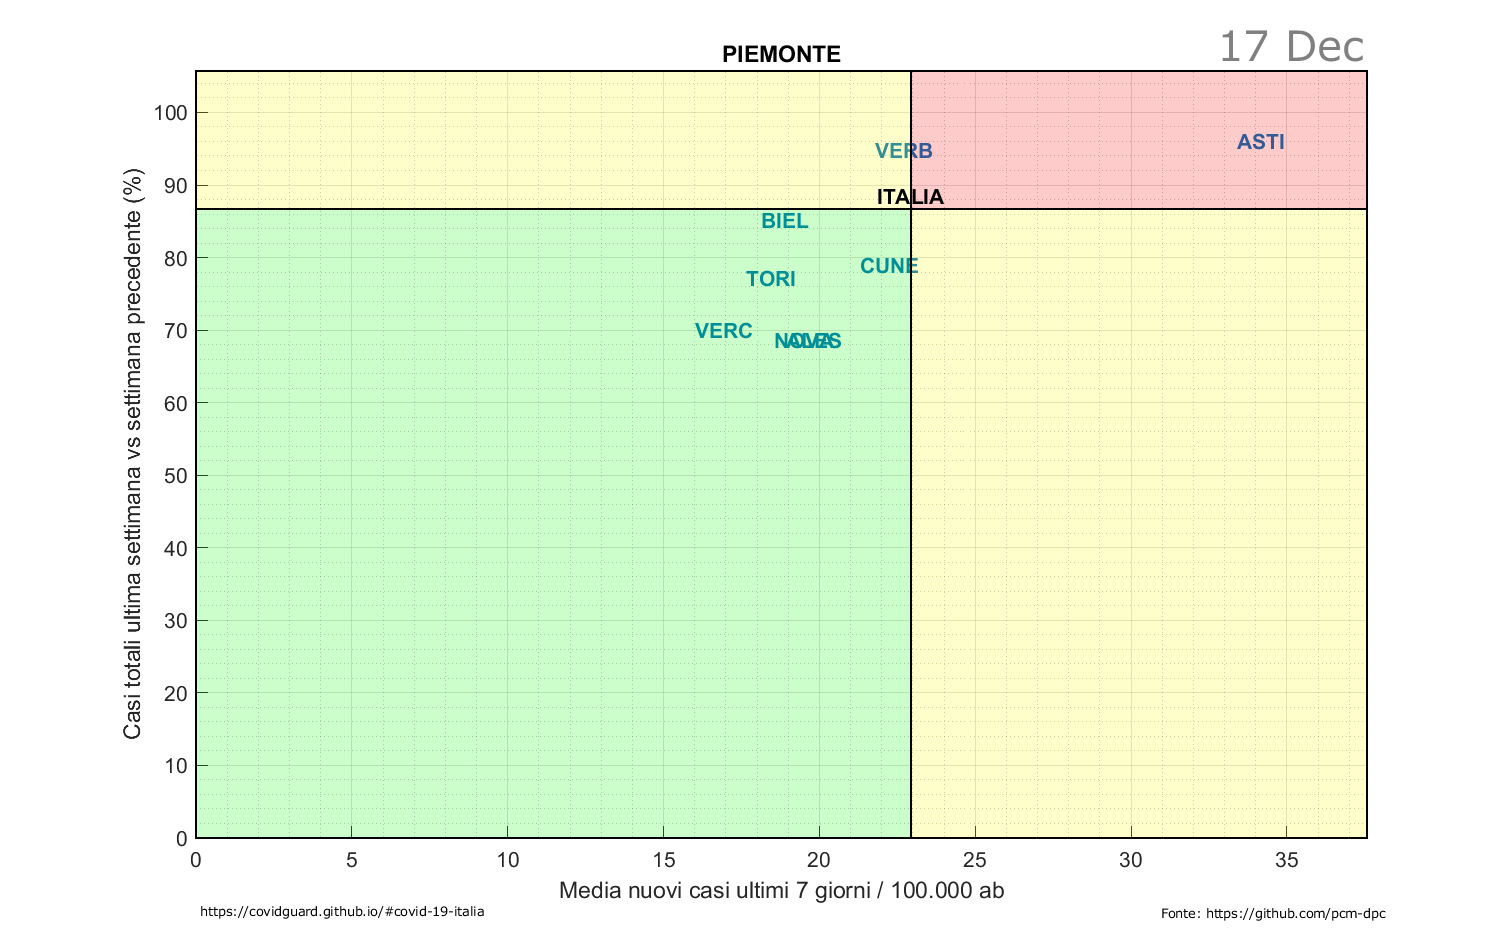 PIEMONTE
17 Dec
Casi totali ultima settimana vs settimana precedente (%)
100
90
80
70
60
50
40
30
20
10
0
VERB
ASTI
ITALIA
BIEL
CUNE
TORI
VERC
NOVA
ALES
0 5 10 15 20 25 30 35
Media nuovi casi ultimi 7 giorni / 100.000 ab
https://covidguard.github.io/#covid-19-italia
Fonte: https://github.com/pcm-dpc